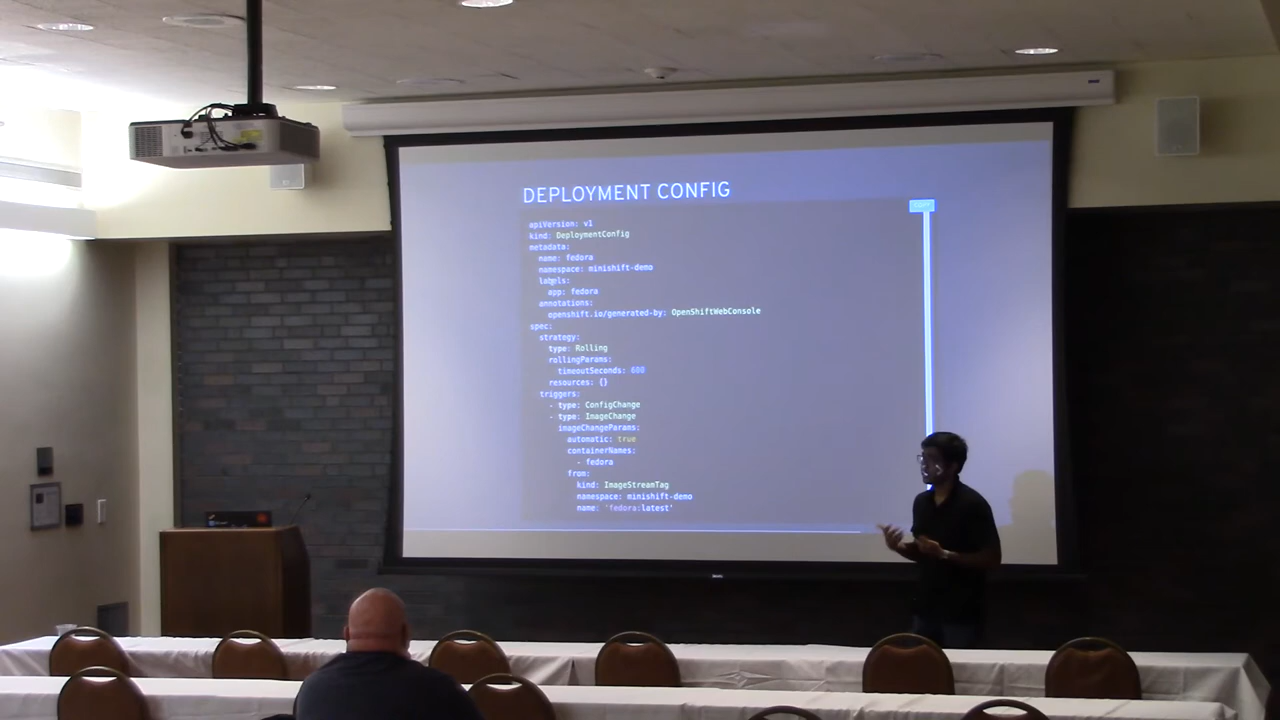 DEPLOYMENT CONFIG
COPY
apiVersion: v1
kind: DeploymentConfig
metadata:
  name: fedora
  namespace: minishift-demo
  labels:
    app: fedora
  annotations:
    openshift.io/generated-by: OpenShiftWebConsole
spec:
  strategy:
    type: Rolling
    rollingParams:
      timeoutSeconds: 600
    resources: {}
  triggers:
    - type: ConfigChange
    - type: ImageChange
      imageChangeParams:
        automatic: true
        containerNames:
          - fedora
        from:
          kind: ImageStreamTag
          namespace: minishift-demo
          name: 'fedora:latest'